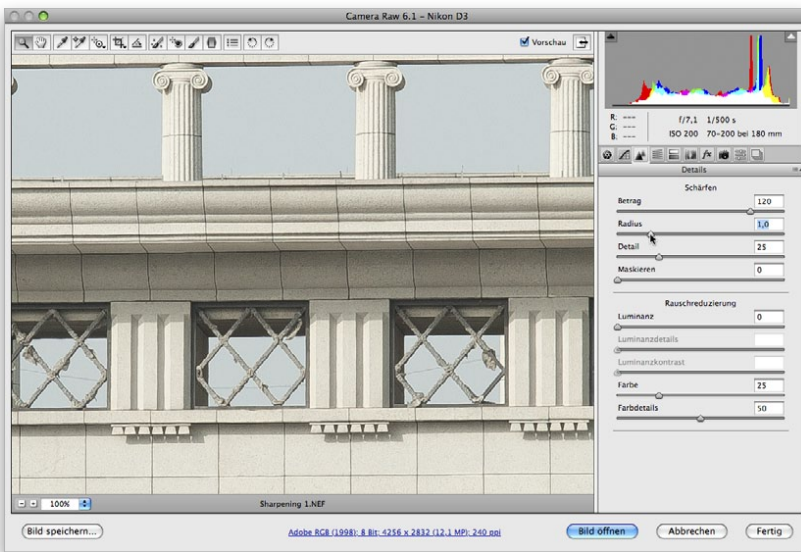 Camera Raw 6.1 – Nikon D3
Vorschau
R: ---
G: ---
B: ---
f/7,1 1/500 s
ISO 200 70–200 bei 180 mm
Details
Schärfen
Betrag 120
Radius 1,0
Detail 25
Maskieren 0
Rauschreduzierung
Luminanz 0
Luminanzdetails
Luminanzkontrast
Farbe 25
Farbdetails 50
100%
Sharpening 1.NEF
Bild speichern...
Adobe RGB (1998); 8 Bit; 4256 x 2832 (12,1 MP); 240 ppi
Bild öffnen
Abbrechen
Fertig